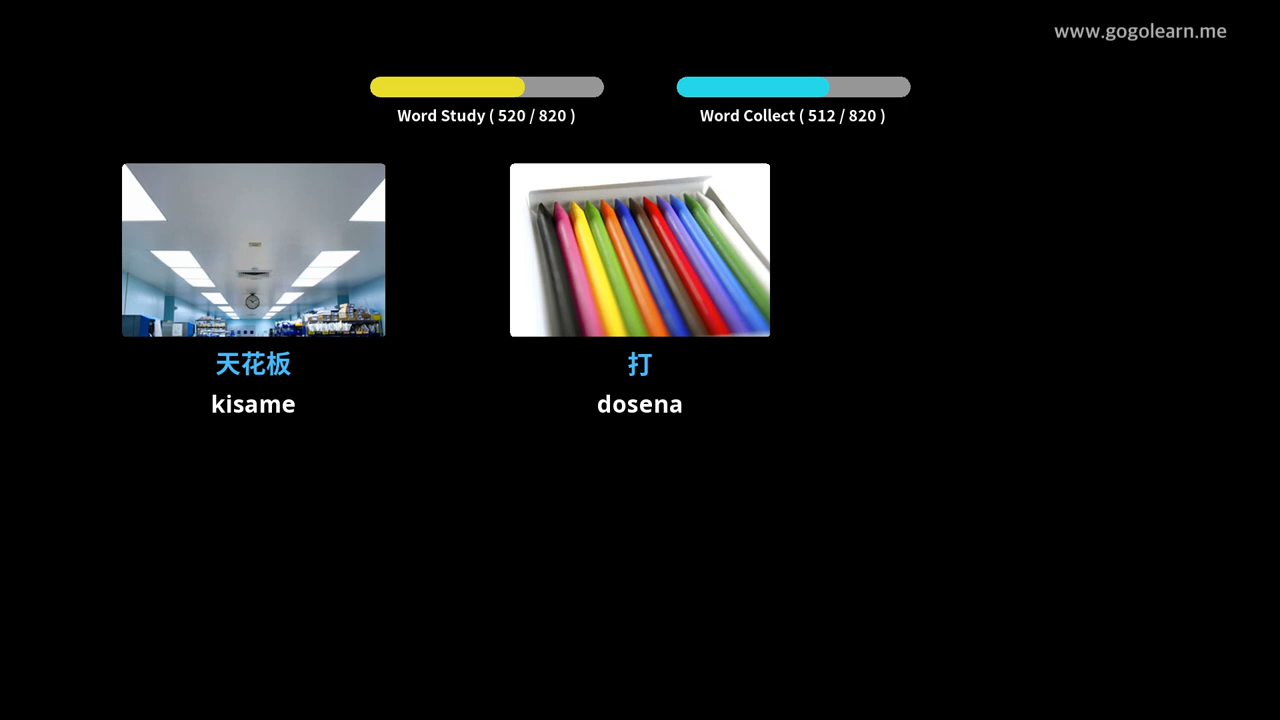 www.gogolearn.me
Word Study ( 520 / 820 )
Word Collect ( 512 / 820 )
天花板
kisame
打
dosena